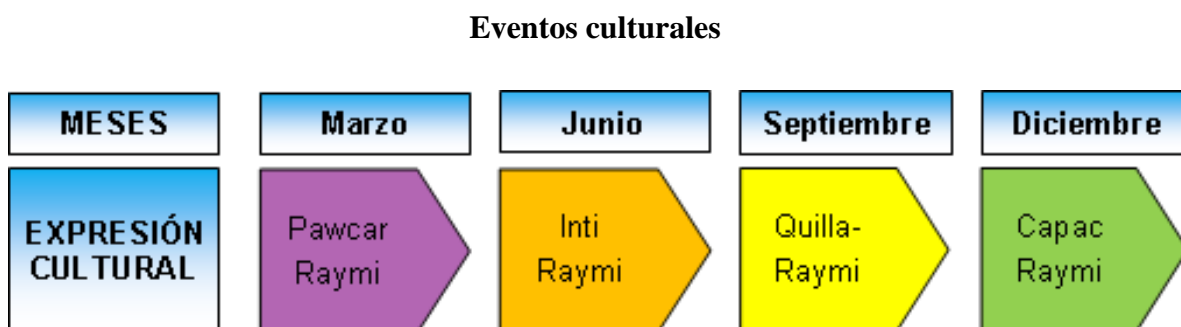 Eventos culturales
MESES
Marzo
Junio
Septiembre
Diciembre
EXPRESIÓN
CULTURAL
Pawcar
Raymi
Inti
Raymi
Quilla-
Raymi
Capac
Raymi